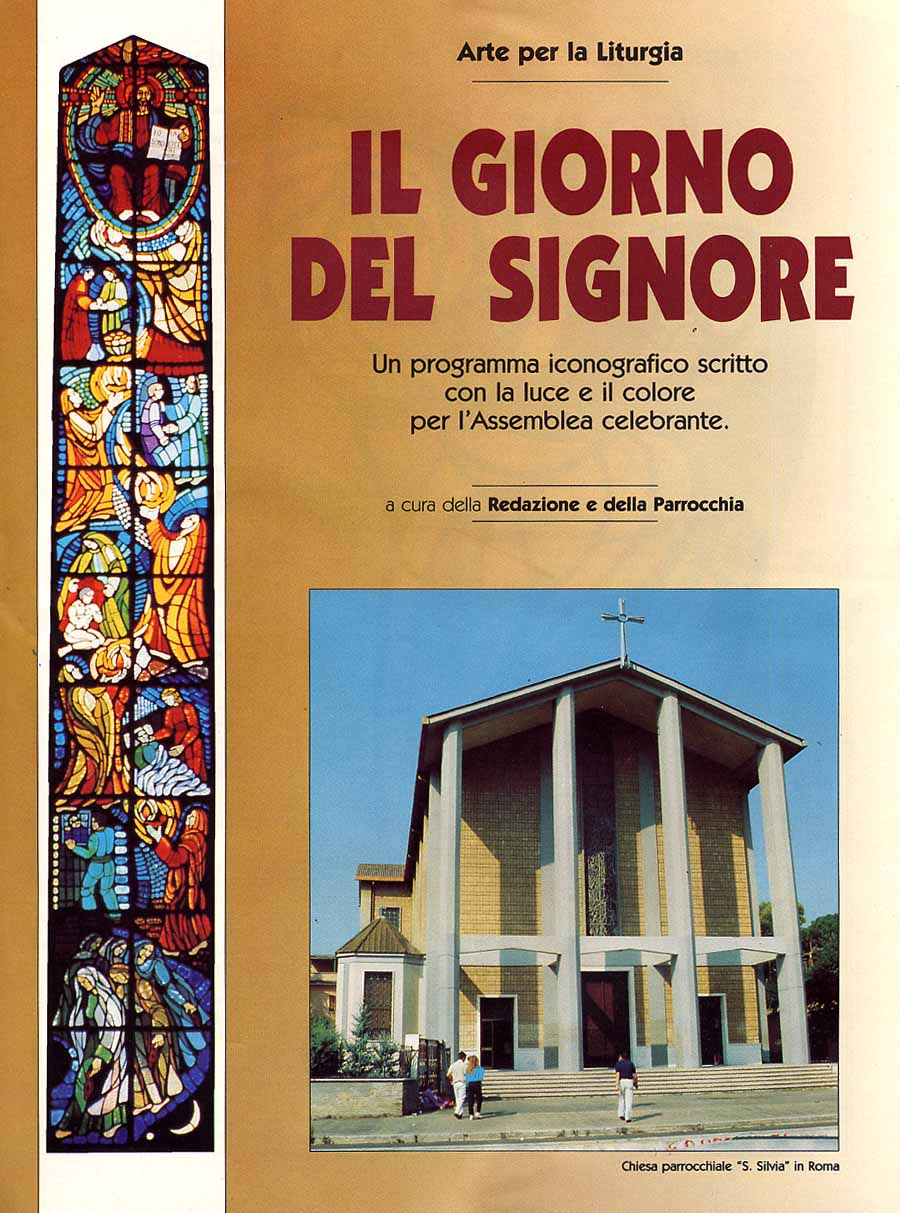 Arte per la Liturgia
IL GIORNO
DEL SIGNORE
Un programma iconografico scritto
con la luce e il colore
per l'Assemblea celebrante.
a cura della Redazione e della Parrocchia
Chiesa parrocchiale "S. Silvia" in Roma